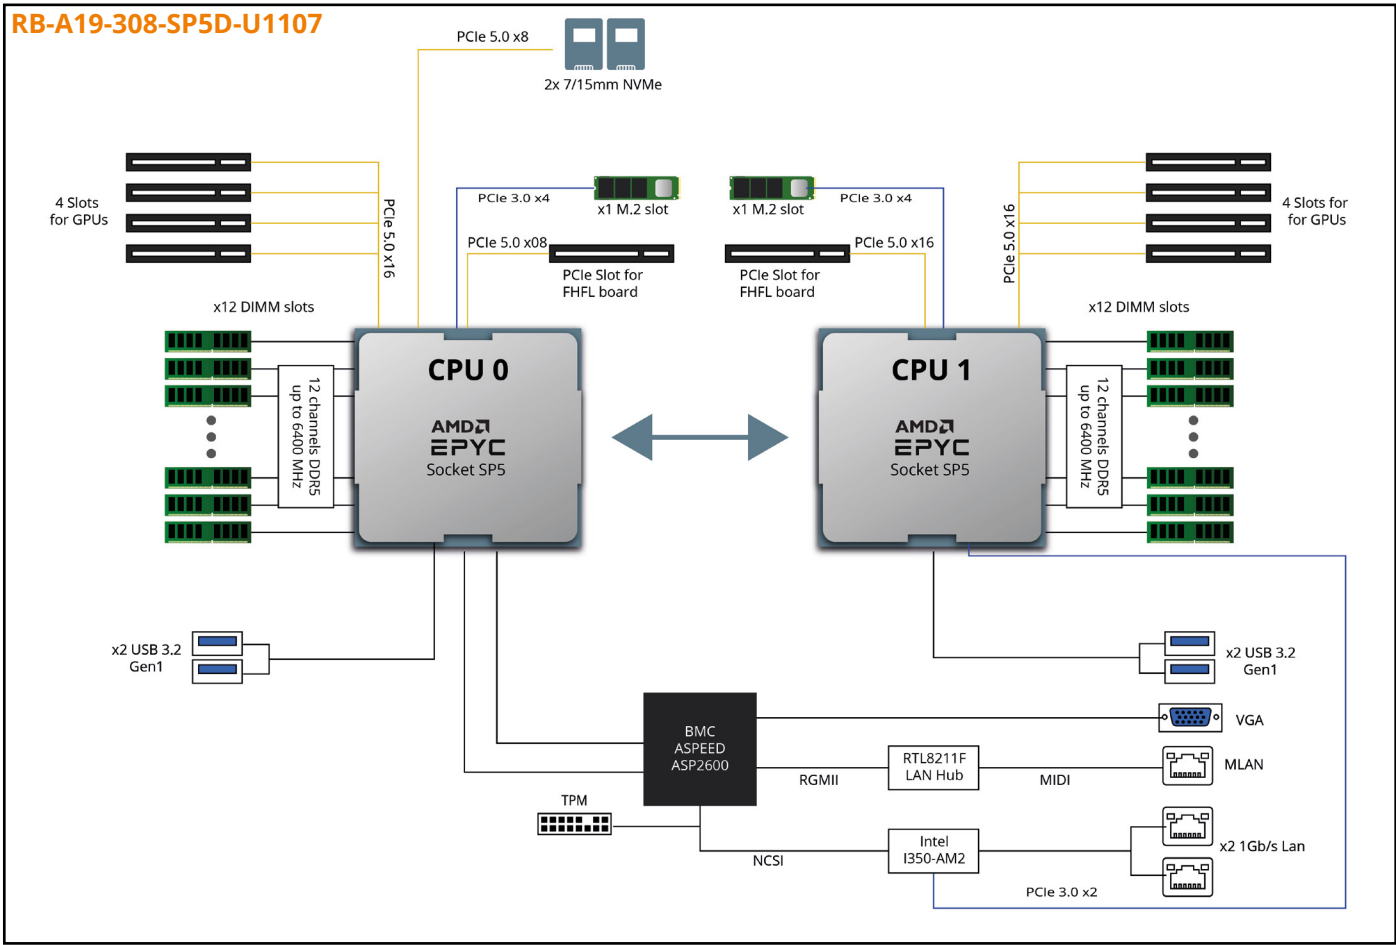 RB-A19-308-SP5D-U1107
PCIe 5.0 x8
2x 7/15mm NVMe
4 Slots
for GPUs
PCIe 5.0 x16
PCIe 3.0 x4
x1 M.2 slot
PCIe 5.0 x08
PCIe Slot for
FHFL board
x1 M.2 slot
PCIe 3.0 x4
PCIe 5.0 x16
PCIe Slot for
FHFL board
PCIe 5.0 x16
4 Slots for
for GPUs
x12 DIMM slots
12 channels DDR5
up to 6400 MHz
CPU 0
AMD
EPYC
Socket SP5
CPU 1
AMD
EPYC
Socket SP5
x12 DIMM slots
12 channels DDR5
up to 6400 MHz
x2 USB 3.2
Gen1
x2 USB 3.2
Gen1
BMC
ASPEED
ASP2600
VGA
RGMII
RTL8211F
LAN Hub
MIDI
MLAN
TPM
NCSI
Intel
I350-AM2
x2 1Gb/s Lan
PCIe 3.0 x2